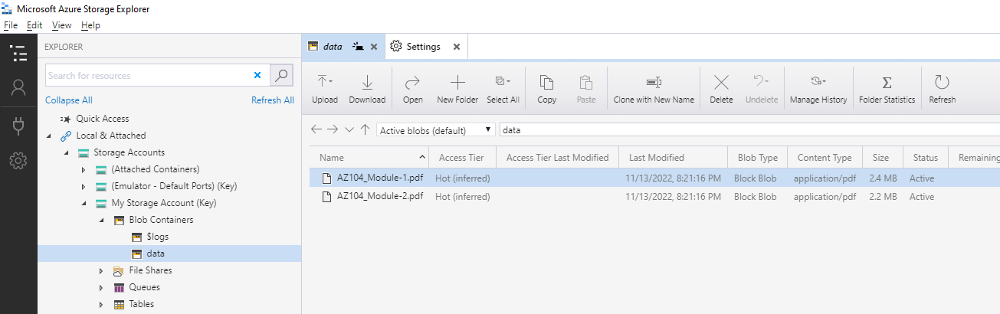 Microsoft Azure Storage Explorer
File Edit View Help
EXPLORER
Search for resources
Collapse All Refresh All
Quick Access
Local & Attached
Storage Accounts
(Attached Containers)
(Emulator - Default Ports) (Key)
My Storage Account (Key)
Blob Containers
$logs
data
File Shares
Queues
Tables
data Settings
Upload Download Open New Folder Select All Copy Paste Clone with New Name Delete Undelete Manage History Folder Statistics Refresh
Active blobs (default) data
Name Access Tier Access Tier Last Modified Last Modified Blob Type Content Type Size Status Remaining
AZ104_Module-1.pdf Hot (inferred) 11/13/2022, 8:21:16 PM Block Blob application/pdf 2.4 MB Active
AZ104_Module-2.pdf Hot (inferred) 11/13/2022, 8:21:16 PM Block Blob application/pdf 2.2 MB Active